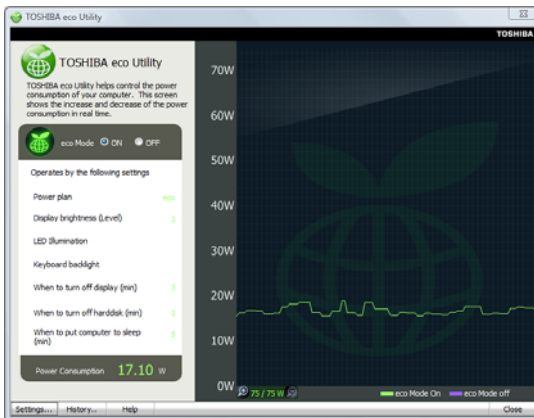 TOSHIBA eco Utility
TOSHIBA
TOSHIBA eco Utility
TOSHIBA eco Utility helps control the power
consumption of your computer. This screen
shows the increase and decrease of the power
consumption in real time.
eco Mode ON OFF
Operates by the following settings
Power plan eco
Display brightness (Level) 3
LED Illumination
Keyboard backlight
When to turn off display (min) 3
When to turn off harddisk (min) 3
When to put computer to sleep
(min) 5
Power Consumption 17.10 W
70W
60W
50W
40W
30W
20W
10W
0W
75 / 75 W
eco Mode On eco Mode off
Settings... History... Help Close